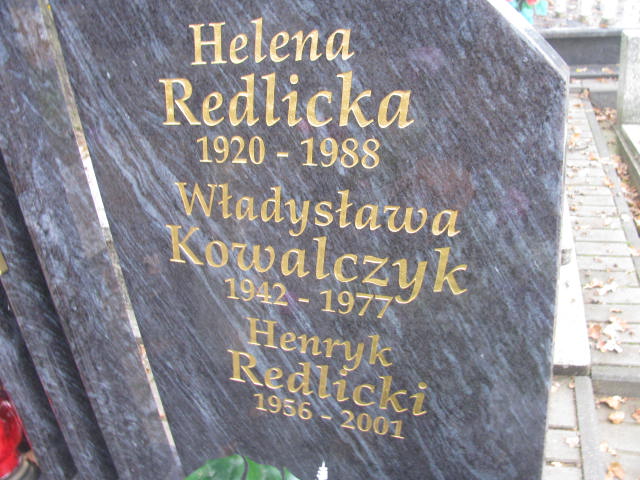 Helena
Redlicka
1920 - 1988
Władysława
Kowalczyk
1942 - 1977
Henryk
Redlicki
1956 - 2001